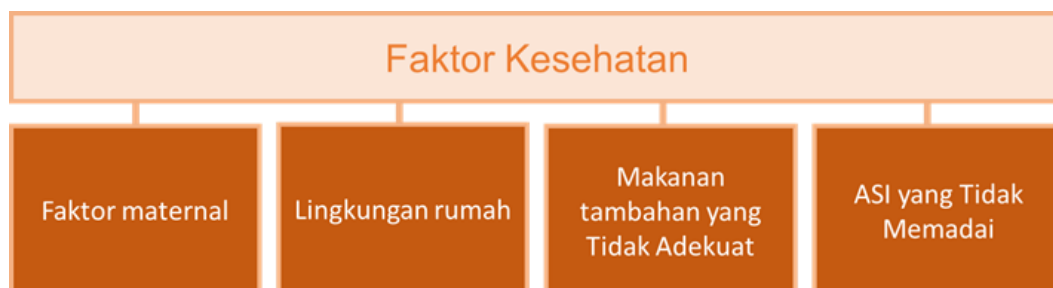 Faktor Kesehatan
Faktor maternal
Lingkungan rumah
Makanan
tambahan yang
Tidak Adekuat
ASI yang Tidak
Memadai